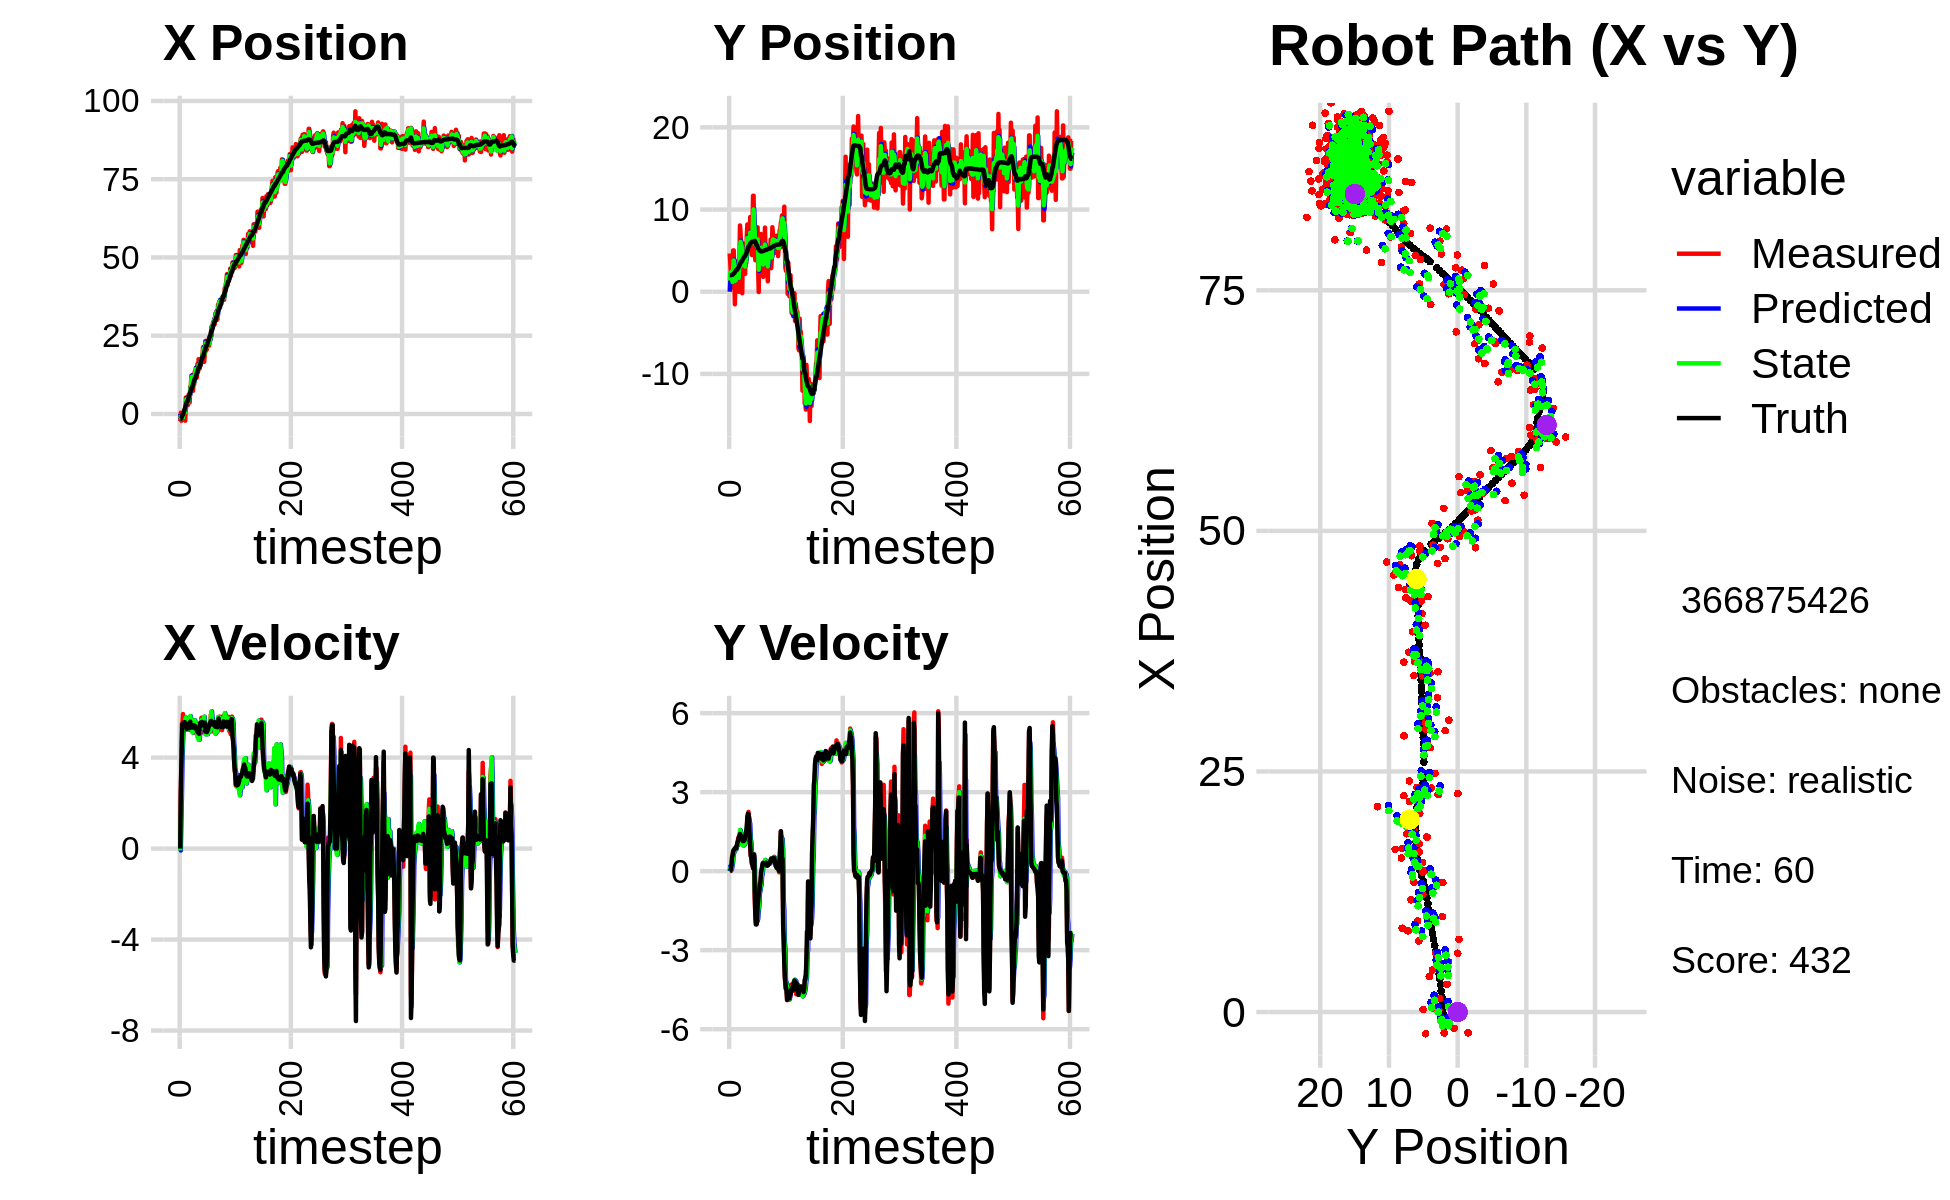 X Position
100
75
50
25
0
0
200
400
600
timestep
Y Position
20
10
0
-10
0
200
400
600
timestep
X Velocity
4
0
-4
-8
0
200
400
600
timestep
Y Velocity
6
3
0
-3
-6
0
200
400
600
timestep
Robot Path (X vs Y)
X Position
75
50
25
0
20 10 0 -10 -20
Y Position
variable
Measured
Predicted
State
Truth
366875426
Obstacles: none
Noise: realistic
Time: 60
Score: 432